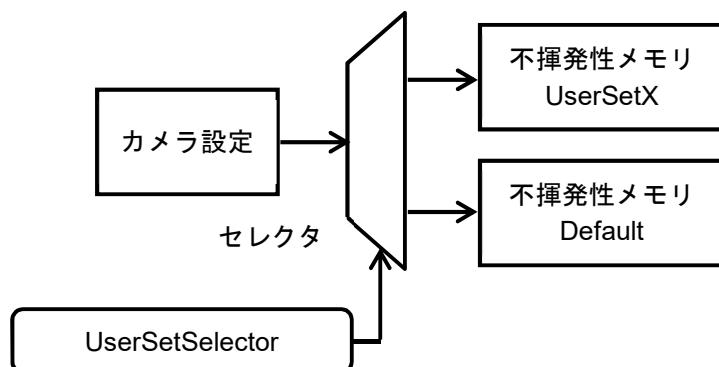 不揮発性メモリ
UserSetX
カメラ設定
不揮発性メモリ
Default
セレクタ
UserSetSelector